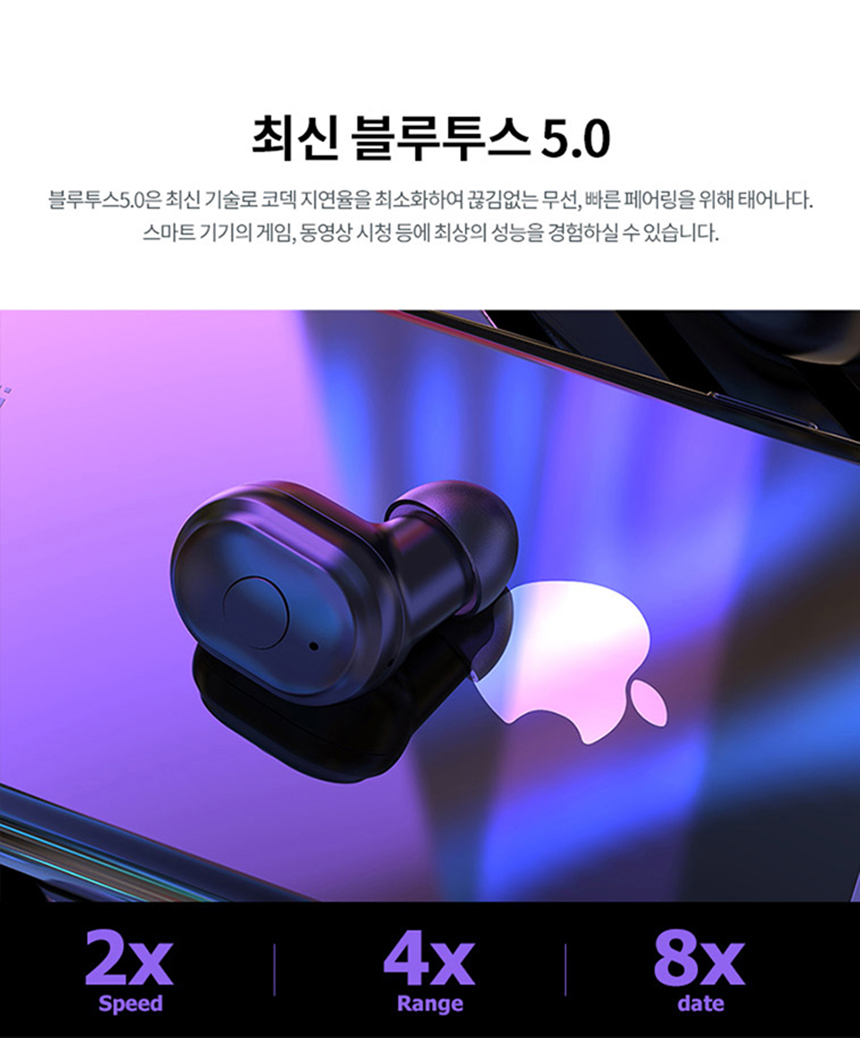 최신 블루투스 5.0
블루투스5.0은 최신 기술로 코덱 지연율을 최소화하여 끊김없는 무선, 빠른 페어링을 위해 태어나다.
스마트 기기의 게임, 동영상 시청 등에 최상의 성능을 경험하실 수 있습니다.
2x
Speed
4x
Range
8x
date